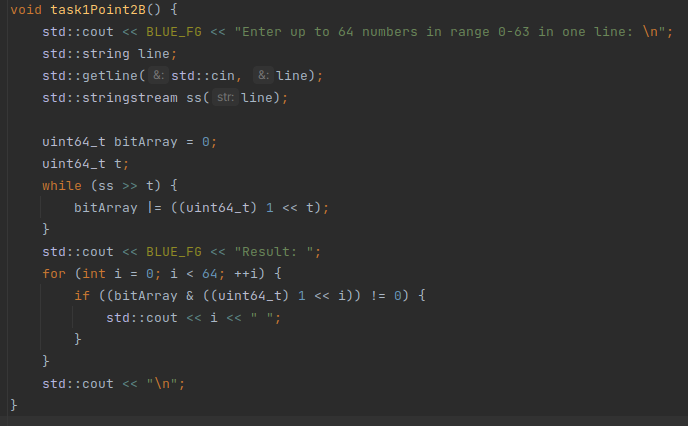 void task1Point2B() {
    std::cout << BLUE_FG << "Enter up to 64 numbers in range 0-63 in one line: \n";
    std::string line;
    std::getline( &: std::cin, &: line);
    std::stringstream ss( str: line);

    uint64_t bitArray = 0;
    uint64_t t;
    while (ss >> t) {
        bitArray |= ((uint64_t) 1 << t);
    }
    std::cout << BLUE_FG << "Result: ";
    for (int i = 0; i < 64; ++i) {
        if ((bitArray & ((uint64_t) 1 << i)) != 0) {
            std::cout << i << " ";
        }
    }
    std::cout << "\n";
}